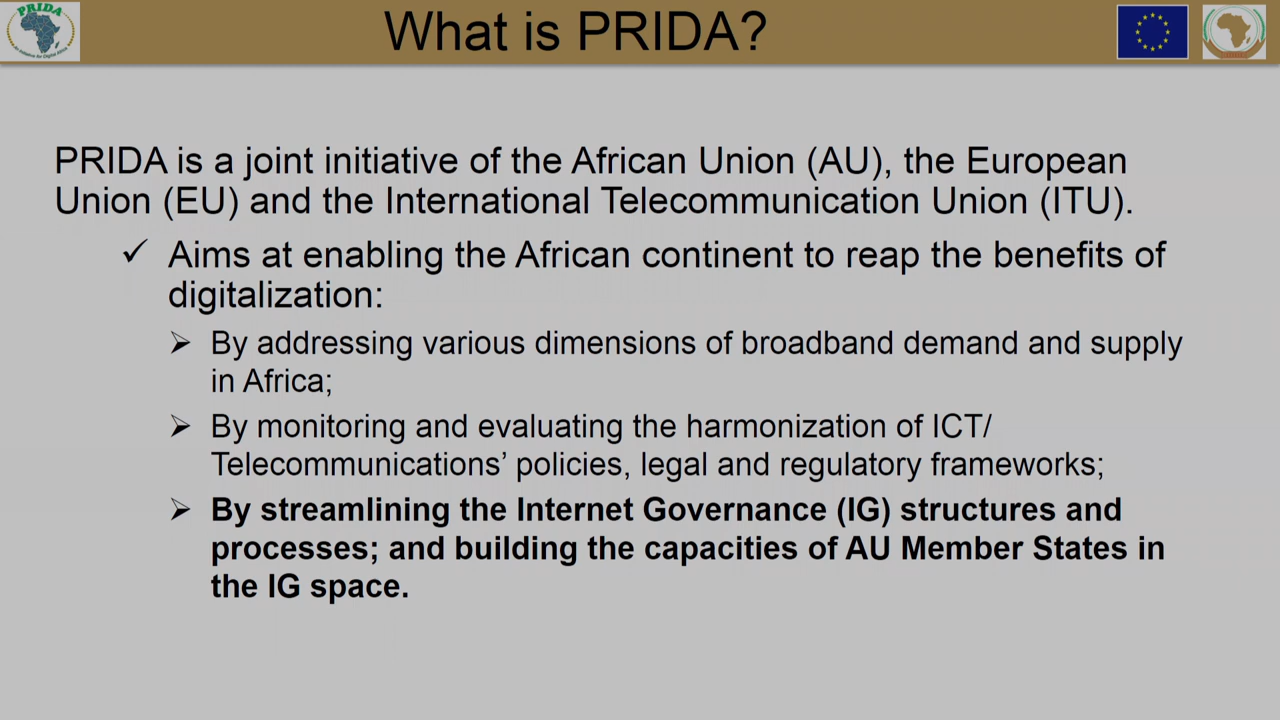 PRIDA
What is PRIDA?
PRIDA is a joint initiative of the African Union (AU), the European
Union (EU) and the International Telecommunication Union (ITU).
✓ Aims at enabling the African continent to reap the benefits of
digitalization:
➢ By addressing various dimensions of broadband demand and supply
in Africa;
➢ By monitoring and evaluating the harmonization of ICT/
Telecommunications’ policies, legal and regulatory frameworks;
➢ By streamlining the Internet Governance (IG) structures and
processes; and building the capacities of AU Member States in
the IG space.